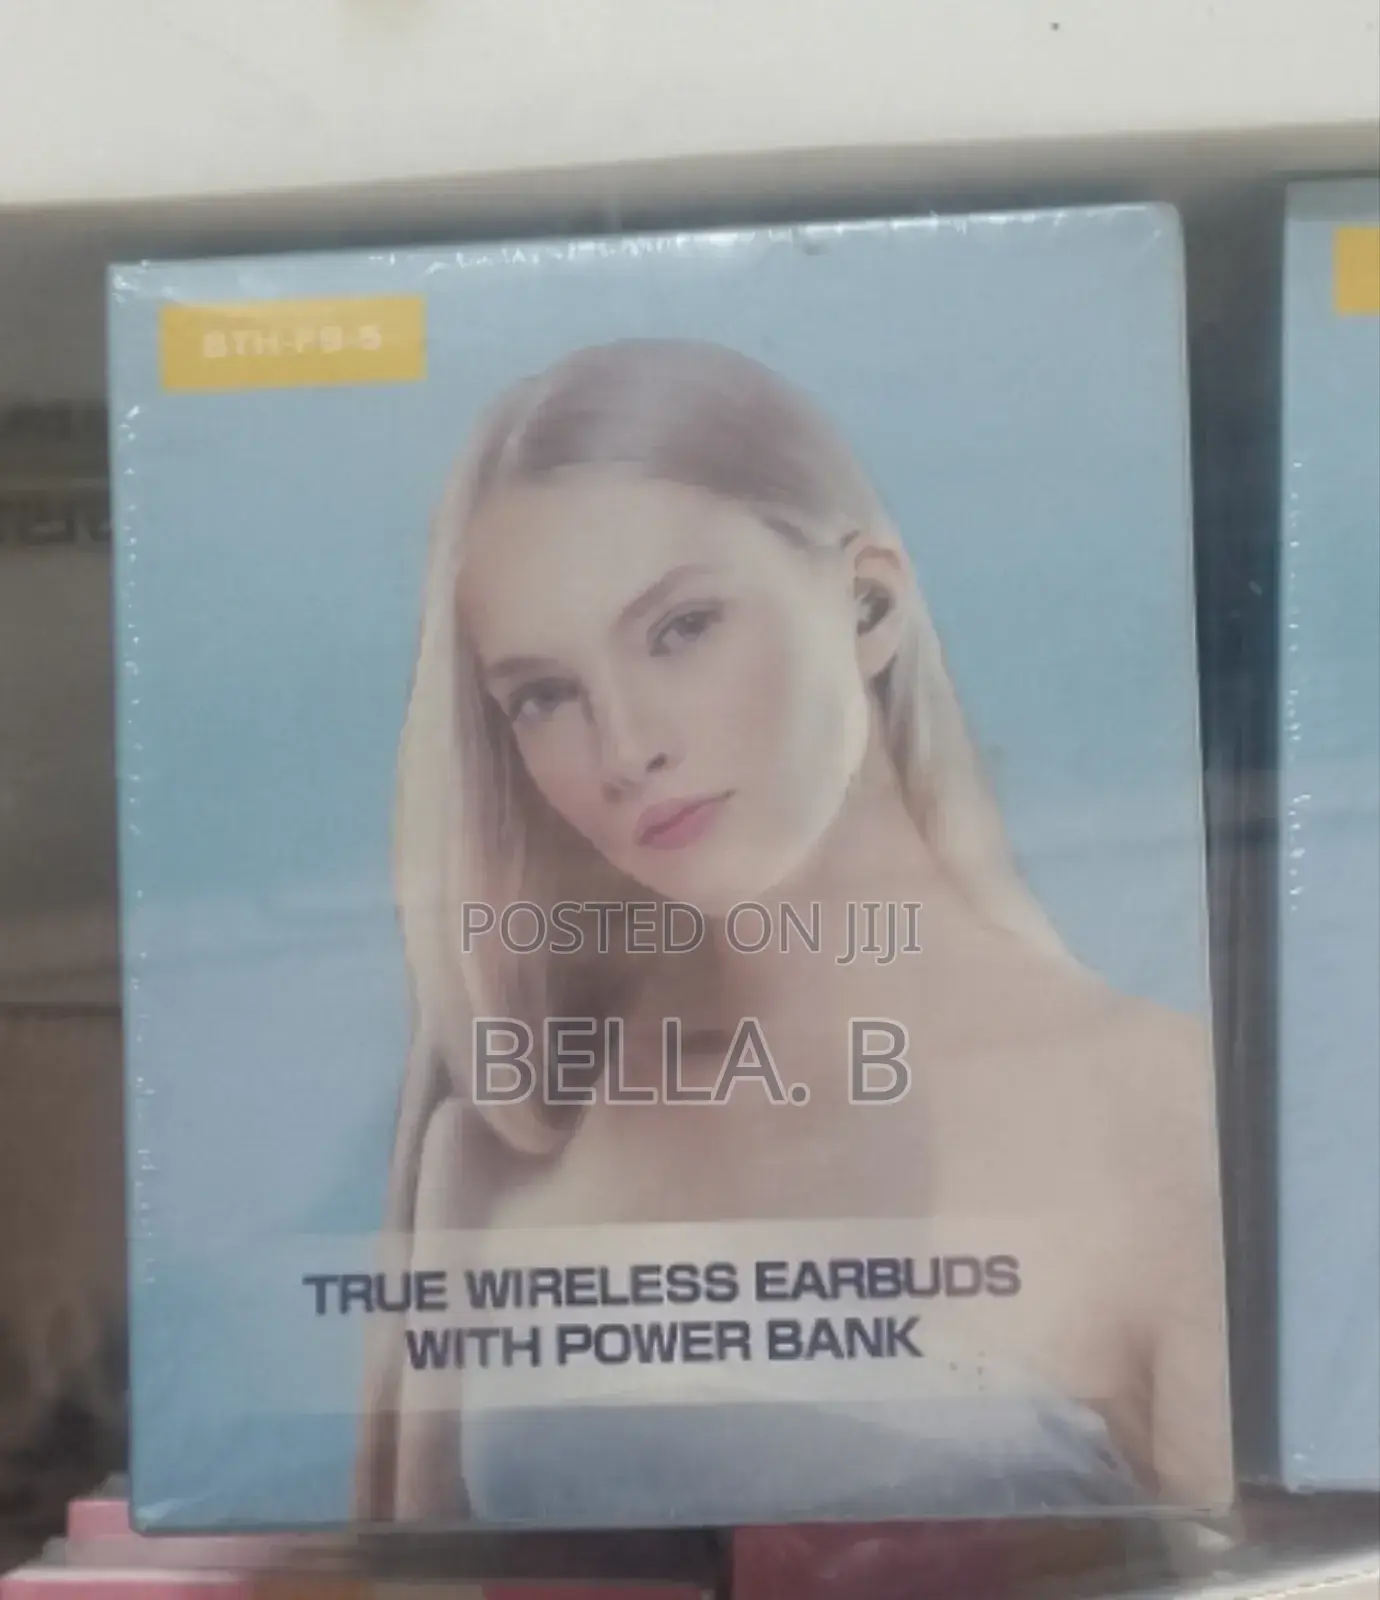 BTH-F9-5
POSTED ON JIJI
BELLA. B
TRUE WIRELESS EARBUDS
WITH POWER BANK